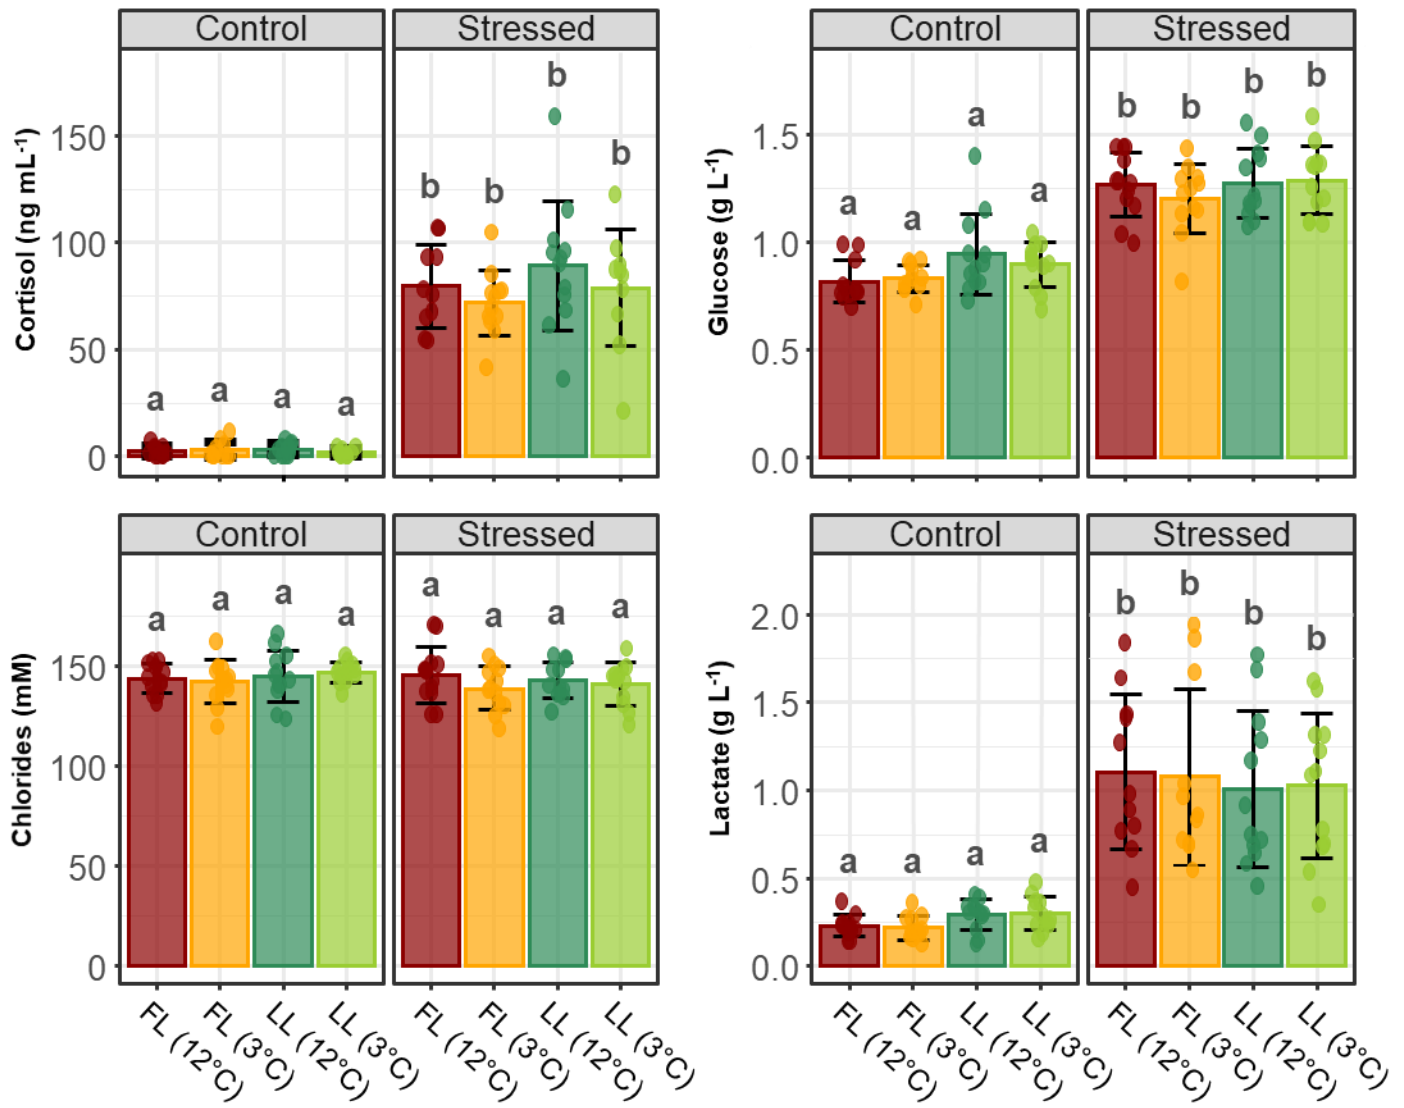 Control Stressed
b
b b b
a a a a
Cortisol (ng mL⁻¹)
150
100
50
0
Control Stressed
a a a a
b b b b
Glucose (g L⁻¹)
1.5
1.0
0.5
0.0
Control Stressed
a a a a
a a a a
Chlorides (mM)
150
100
50
0
FL (12°C) FL (3°C) LL (12°C) LL (3°C) FL (12°C) FL (3°C) LL (12°C) LL (3°C)
Control Stressed
a a a a
b b b b
Lactate (g L⁻¹)
2.0
1.5
1.0
0.5
0.0
FL (12°C) FL (3°C) LL (12°C) LL (3°C) FL (12°C) FL (3°C) LL (12°C) LL (3°C)